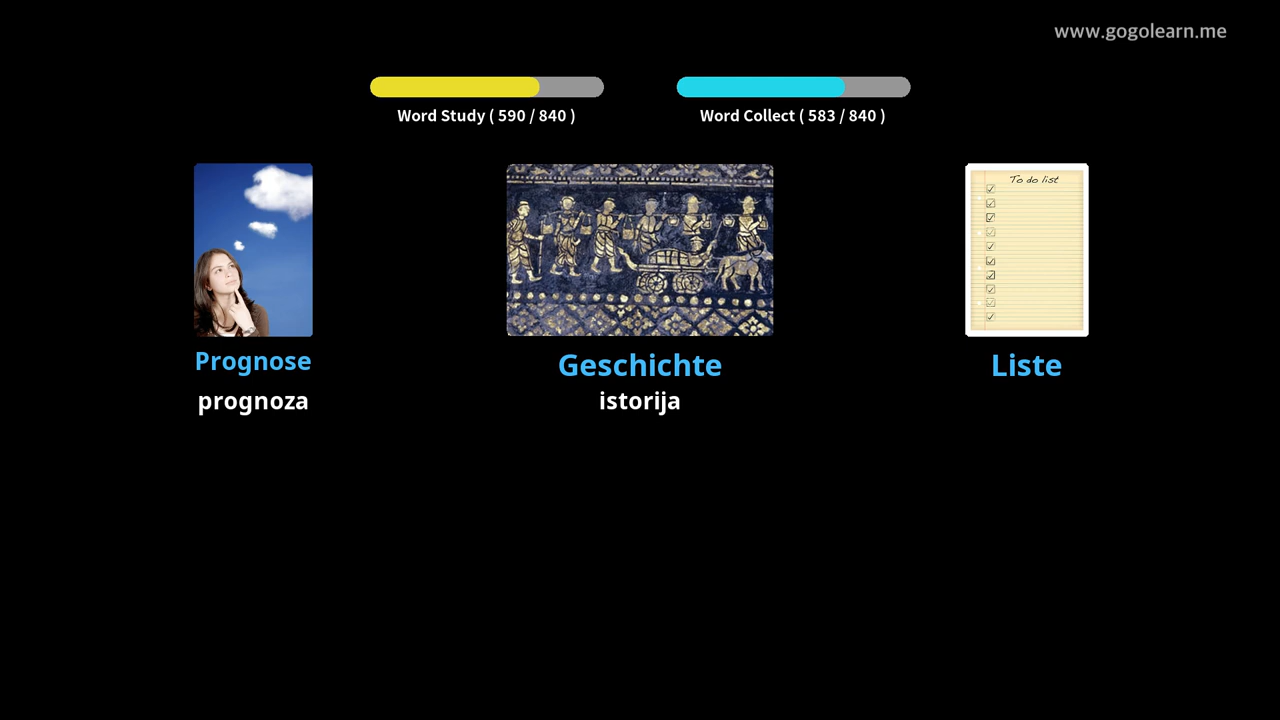 www.gogolearn.me
Word Study ( 590 / 840 )
Word Collect ( 583 / 840 )
To do list
Prognose
Geschichte
Liste
prognoza
istorija